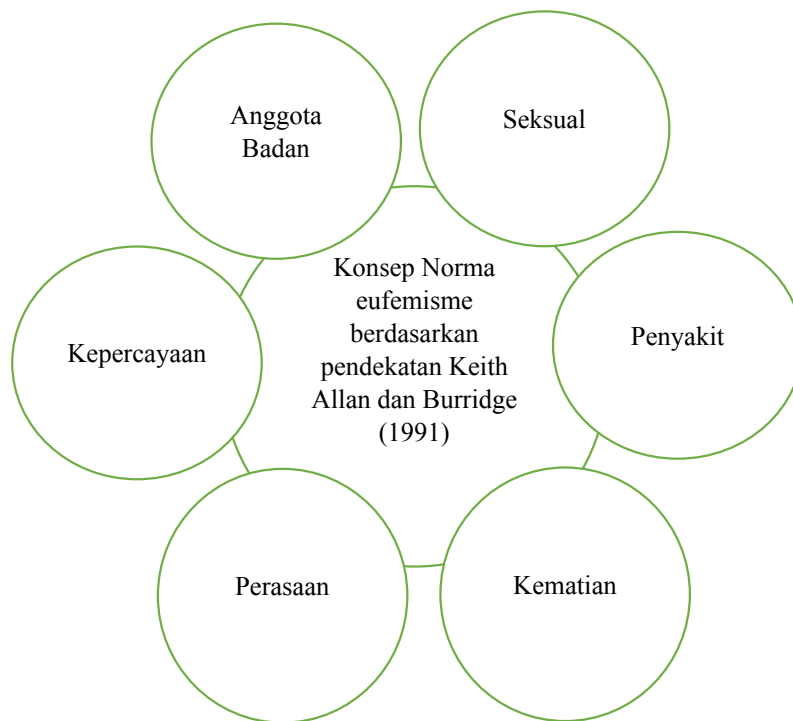 Anggota
Badan
Seksual
Konsep Norma
eufemisme
berdasarkan
pendekatan Keith
Allan dan Burridge
(1991)
Kepercayaan
Penyakit
Perasaan
Kematian